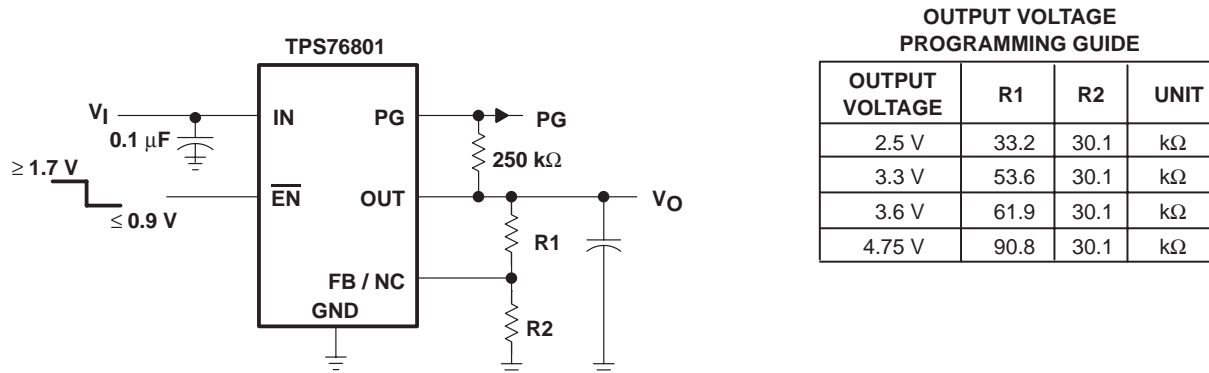 TPS76801
VI
0.1 μF
≥ 1.7 V
≤ 0.9 V
IN
PG
PG
250 kΩ
EN
OUT
VO
R1
FB / NC
GND
R2
OUTPUT VOLTAGE
PROGRAMMING GUIDE
OUTPUT VOLTAGE R1 R2 UNIT
2.5 V 33.2 30.1 kΩ
3.3 V 53.6 30.1 kΩ
3.6 V 61.9 30.1 kΩ
4.75 V 90.8 30.1 kΩ